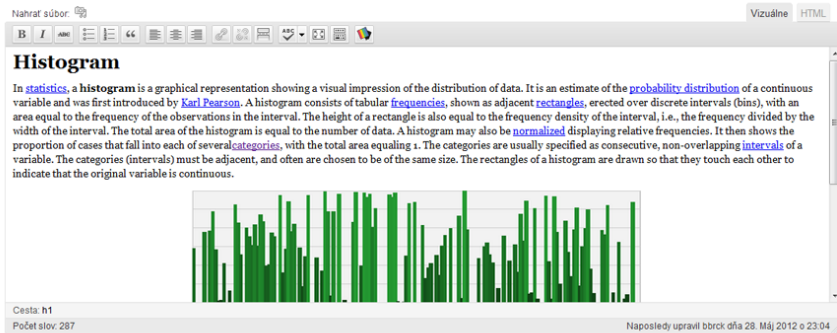 Nahrať súbor:
Vizuálne HTML
B I ABC “ ABC
Histogram
In statistics, a histogram is a graphical representation showing a visual impression of the distribution of data. It is an estimate of the probability distribution of a continuous
variable and was first introduced by Karl Pearson. A histogram consists of tabular frequencies, shown as adjacent rectangles, erected over discrete intervals (bins), with an
area equal to the frequency of the observations in the interval. The height of a rectangle is also equal to the frequency density of the interval, i.e., the frequency divided by the
width of the interval. The total area of the histogram is equal to the number of data. A histogram may also be normalized displaying relative frequencies. It then shows the
proportion of cases that fall into each of severalcategories, with the total area equaling 1. The categories are usually specified as consecutive, non-overlapping intervals of a
variable. The categories (intervals) must be adjacent, and often are chosen to be of the same size. The rectangles of a histogram are drawn so that they touch each other to
indicate that the original variable is continuous.
Cesta: h1
Počet slov: 287
Naposledy upravil bbrck dňa 28. Máj 2012 o 23:04